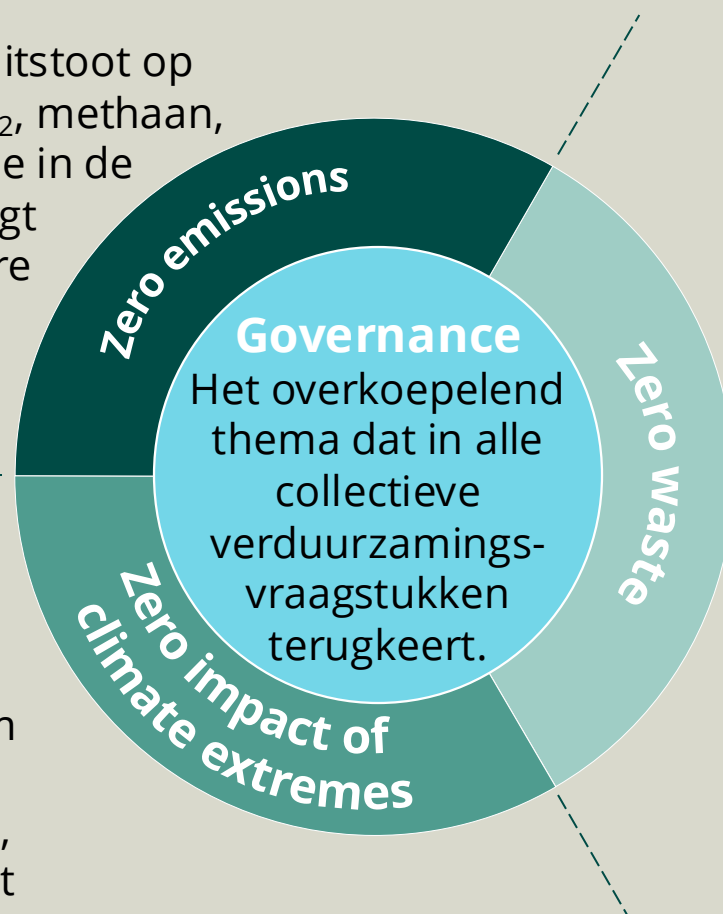 itstoot op
₂, methaan,
e in de
gt
re
Zero emissions
Governance
Het overkoepelend
thema dat in alle
collectieve
verduurzamings-
vraagstukken
terugkeert.
Zero waste
Zero impact of
climate extremes
n
,
t